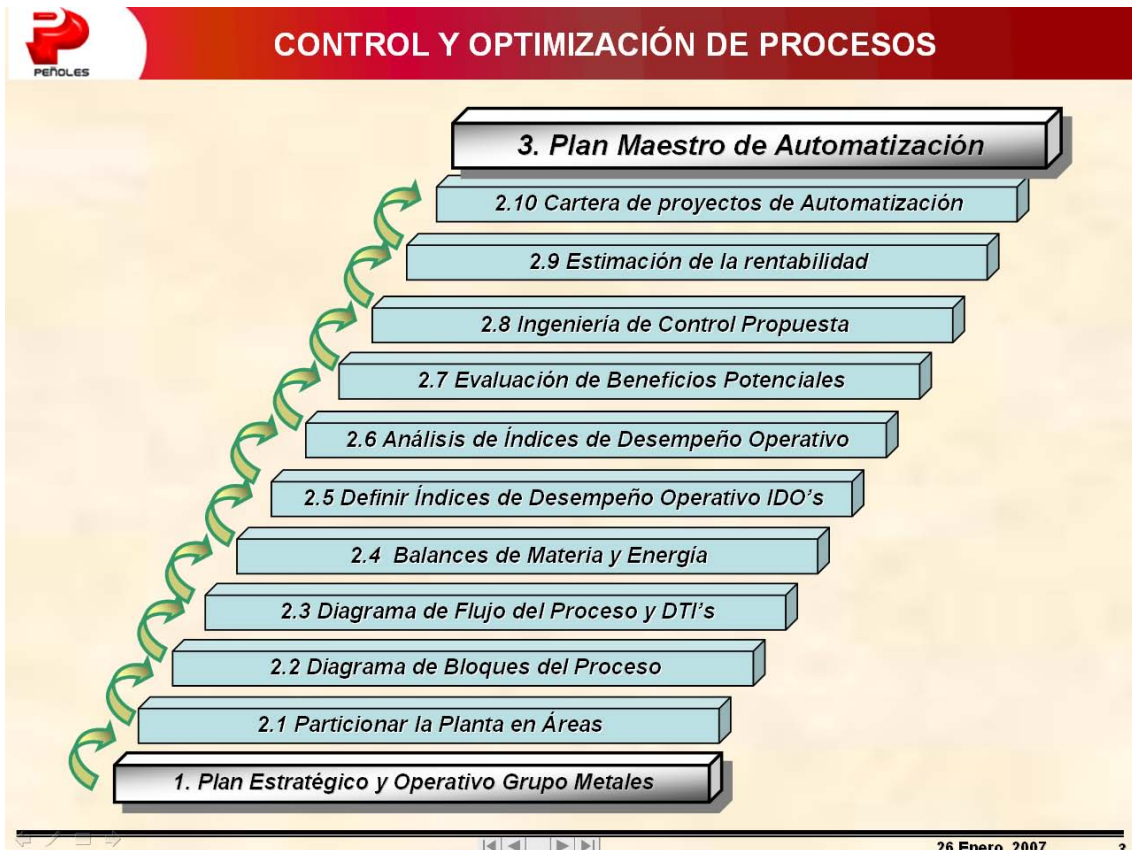 PEÑOLES
CONTROL Y OPTIMIZACIÓN DE PROCESOS
3. Plan Maestro de Automatización
2.10 Cartera de proyectos de Automatización
2.9 Estimación de la rentabilidad
2.8 Ingeniería de Control Propuesta
2.7 Evaluación de Beneficios Potenciales
2.6 Análisis de Índices de Desempeño Operativo
2.5 Definir Índices de Desempeño Operativo IDO's
2.4 Balances de Materia y Energía
2.3 Diagrama de Flujo del Proceso y DTI's
2.2 Diagrama de Bloques del Proceso
2.1 Particionar la Planta en Áreas
1. Plan Estratégico y Operativo Grupo Metales
26 Enero, 2007 3